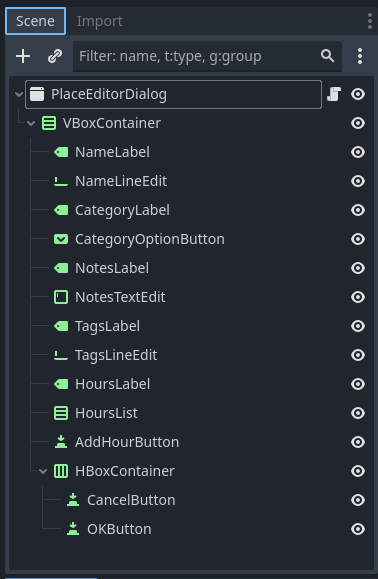 Scene Import
Filter: name, t:type, g:group
PlaceEditorDialog
VBoxContainer
NameLabel
NameLineEdit
CategoryLabel
CategoryOptionButton
NotesLabel
NotesTextEdit
TagsLabel
TagsLineEdit
HoursLabel
HoursList
AddHourButton
HBoxContainer
CancelButton
OKButton